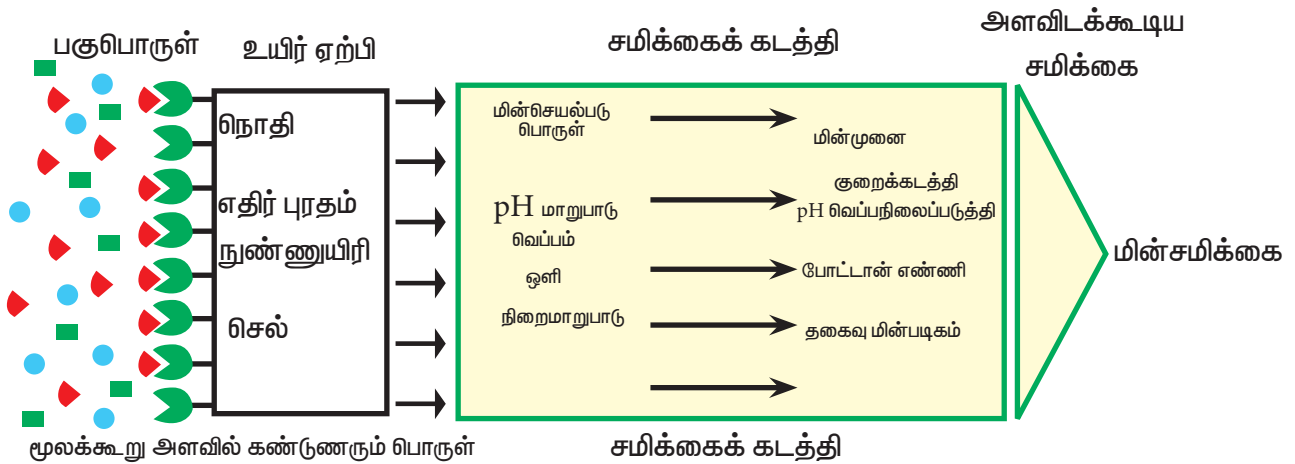 பகுபொருள்
உயிர் ஏற்பி
சமிக்கைக் கடத்தி
அளவிடக்கூடிய
சமிக்கை
நொதி
எதிர் புரதம்
நுண்ணுயிரி
செல்
மின்செயல்படு
பொருள்
மின்முனை
pH மாறுபாடு
வெப்பம்
குறைக்கடத்தி
pH வெப்பநிலைப்படுத்தி
ஒளி
போட்டான் எண்ணி
நிறைமாறுபாடு
தகைவு மின்படிகம்
மின்சமிக்கை
மூலக்கூறு அளவில் கண்டுணரும் பொருள்
சமிக்கைக் கடத்தி